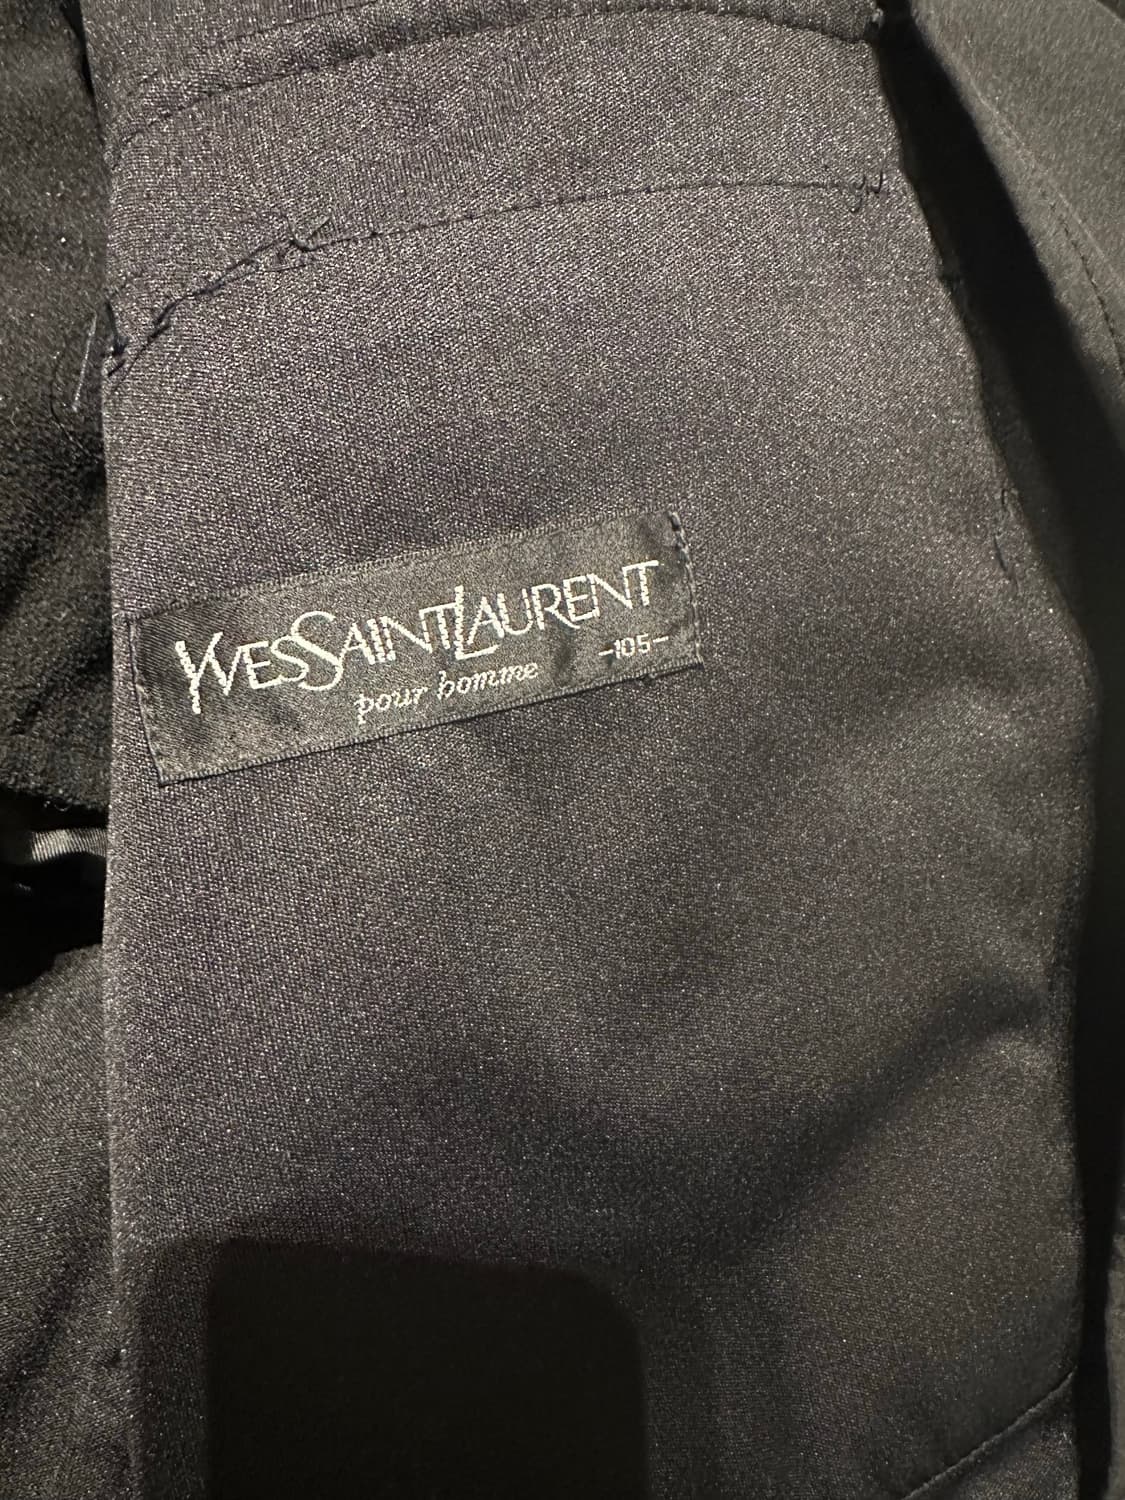 YVESSAINTLAURENT
pour homme -105-